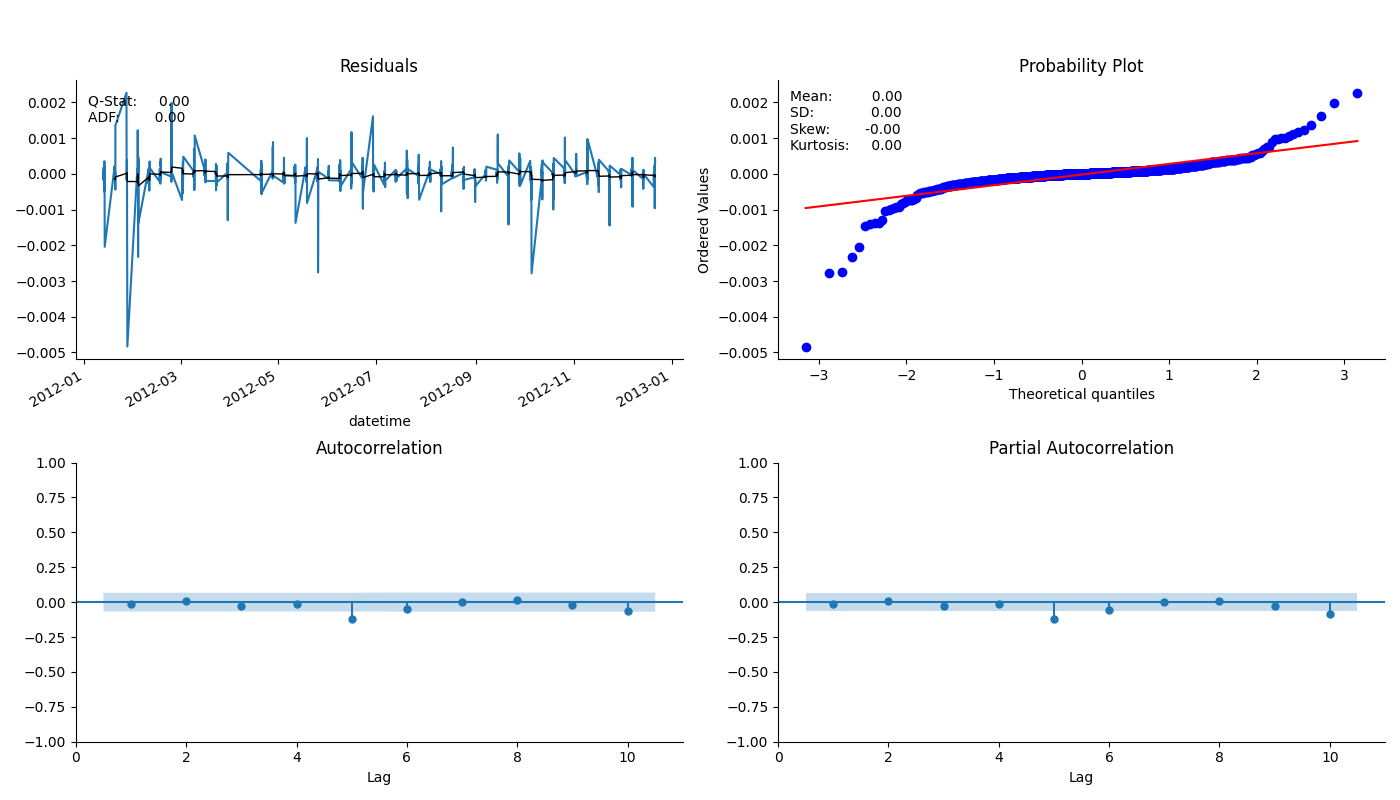 Residuals
Q-Stat: 0.00
ADF: 0.00
0.002
0.001
0.000
−0.001
−0.002
−0.003
−0.004
−0.005
2012-01
2012-03
2012-05
2012-07
2012-09
2012-11
2013-01
datetime
Probability Plot
Mean: 0.00
SD: 0.00
Skew: -0.00
Kurtosis: 0.00
Ordered Values
0.002
0.001
0.000
−0.001
−0.002
−0.003
−0.004
−0.005
−3 −2 −1 0 1 2 3
Theoretical quantiles
Autocorrelation
1.00
0.75
0.50
0.25
0.00
−0.25
−0.50
−0.75
−1.00
0 2 4 6 8 10
Lag
Partial Autocorrelation
1.00
0.75
0.50
0.25
0.00
−0.25
−0.50
−0.75
−1.00
0 2 4 6 8 10
Lag